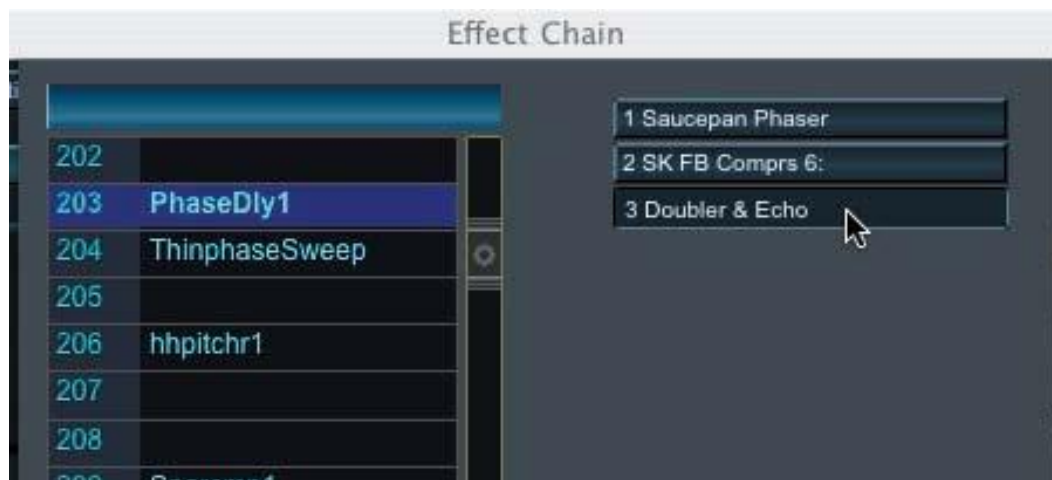 Effect Chain
202
203 PhaseDly1
204 ThinphaseSweep
205
206 hhpitchr1
207
208
1 Saucepan Phaser
2 SK FB Comprs 6:
3 Doubler & Echo